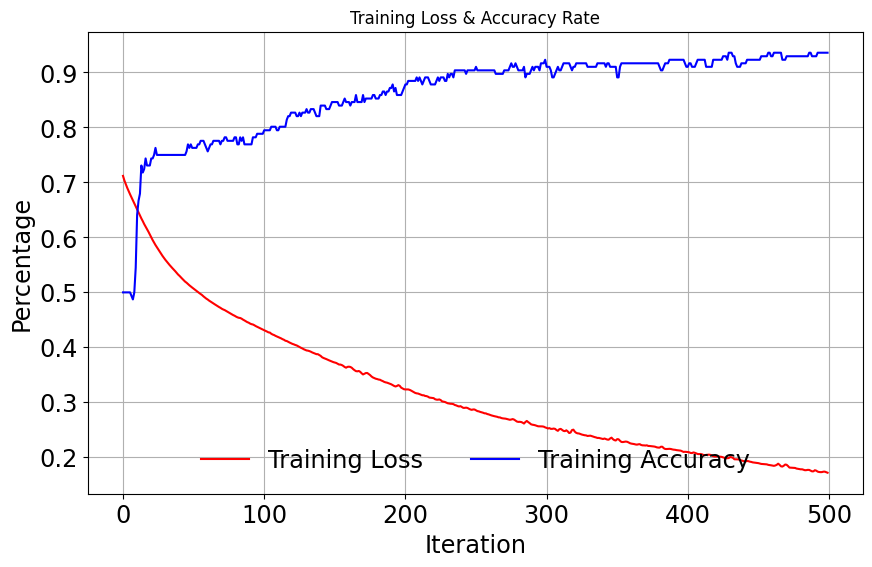 Training Loss & Accuracy Rate
Percentage
0.9
0.8
0.7
0.6
0.5
0.4
0.3
0.2
Training Loss Training Accuracy
0 100 200 300 400 500
Iteration